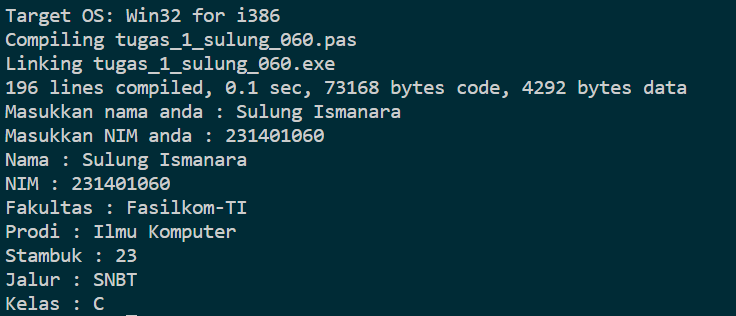 Target OS: Win32 for i386
Compiling tugas_1_sulung_060.pas
Linking tugas_1_sulung_060.exe
196 lines compiled, 0.1 sec, 73168 bytes code, 4292 bytes data
Masukkan nama anda : Sulung Ismanara
Masukkan NIM anda : 231401060
Nama : Sulung Ismanara
NIM : 231401060
Fakultas : Fasilkom-TI
Prodi : Ilmu Komputer
Stambuk : 23
Jalur : SNBT
Kelas : C